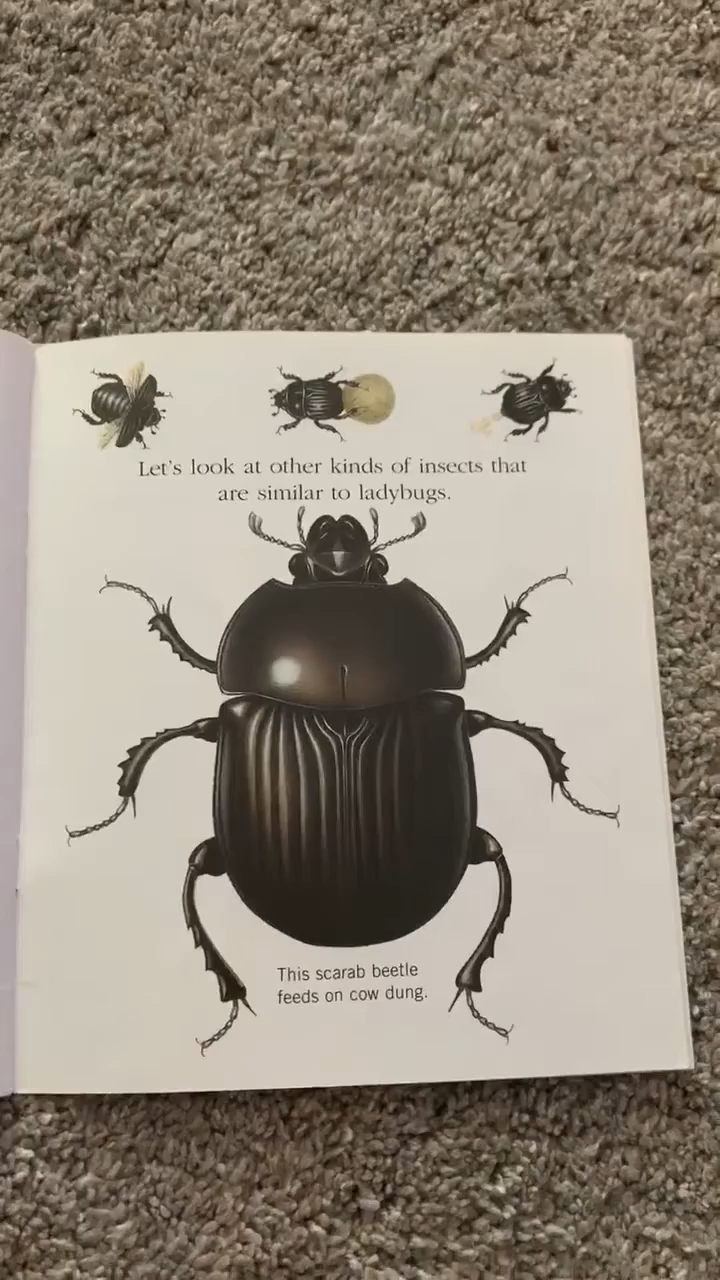 Let's look at other kinds of insects that
are similar to ladybugs.
This scarab beetle
feeds on cow dung.